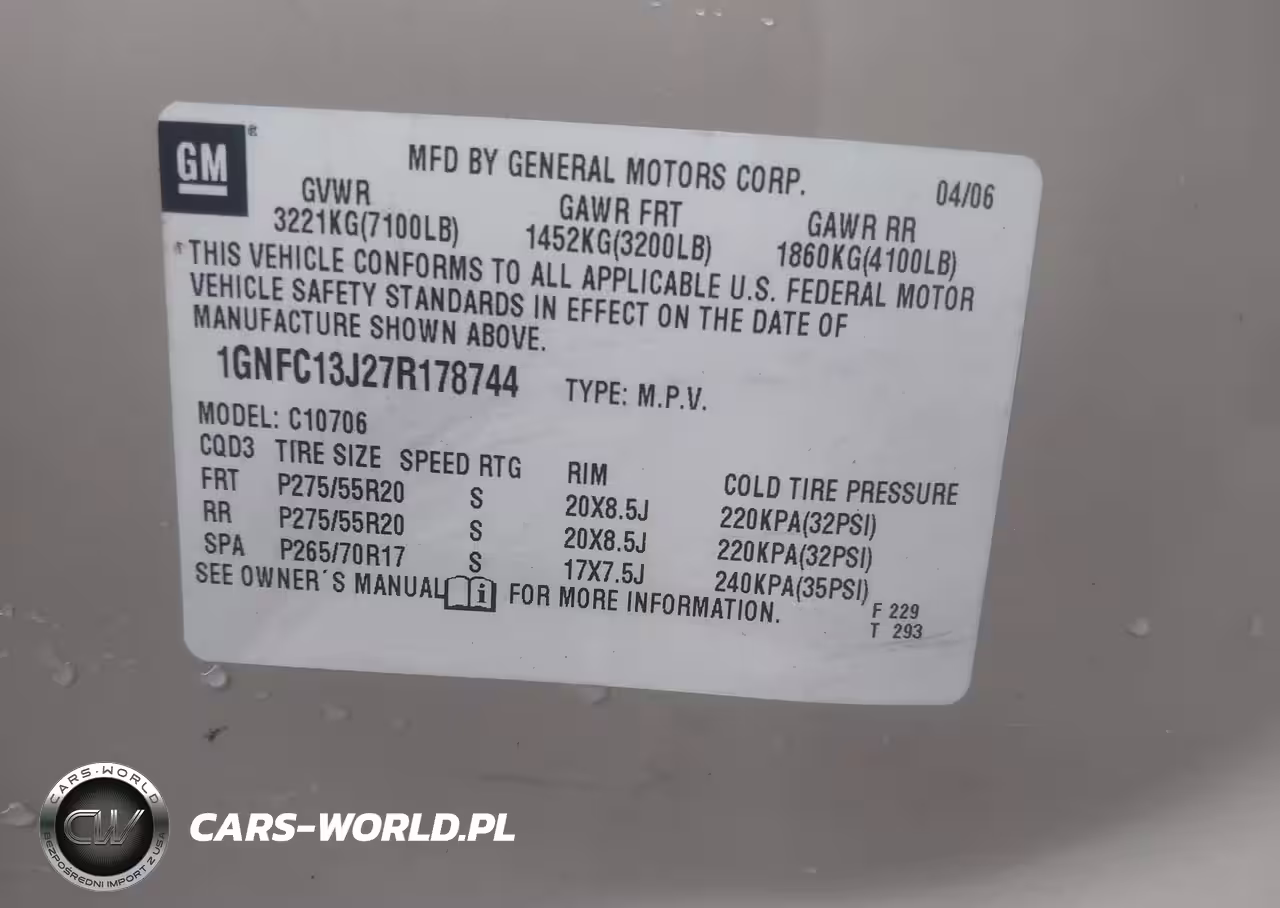 GM®
MFD BY GENERAL MOTORS CORP. 04/06
GVWR GAWR FRT GAWR RR
3221KG(7100LB) 1452KG(3200LB) 1860KG(4100LB)
THIS VEHICLE CONFORMS TO ALL APPLICABLE U.S. FEDERAL MOTOR
VEHICLE SAFETY STANDARDS IN EFFECT ON THE DATE OF
MANUFACTURE SHOWN ABOVE.
1GNFC13J27R178744 TYPE: M.P.V.
MODEL: C10706
CQD3 TIRE SIZE SPEED RTG RIM COLD TIRE PRESSURE
FRT P275/55R20 S 20X8.5J 220KPA(32PSI)
RR P275/55R20 S 20X8.5J 220KPA(32PSI)
SPA P265/70R17 S 17X7.5J 240KPA(35PSI)
SEE OWNER´S MANUAL i FOR MORE INFORMATION.
F 229
T 293
CARS-WORLD
CW
BEZPOŚREDNI IMPORT Z USA
CARS-WORLD.PL